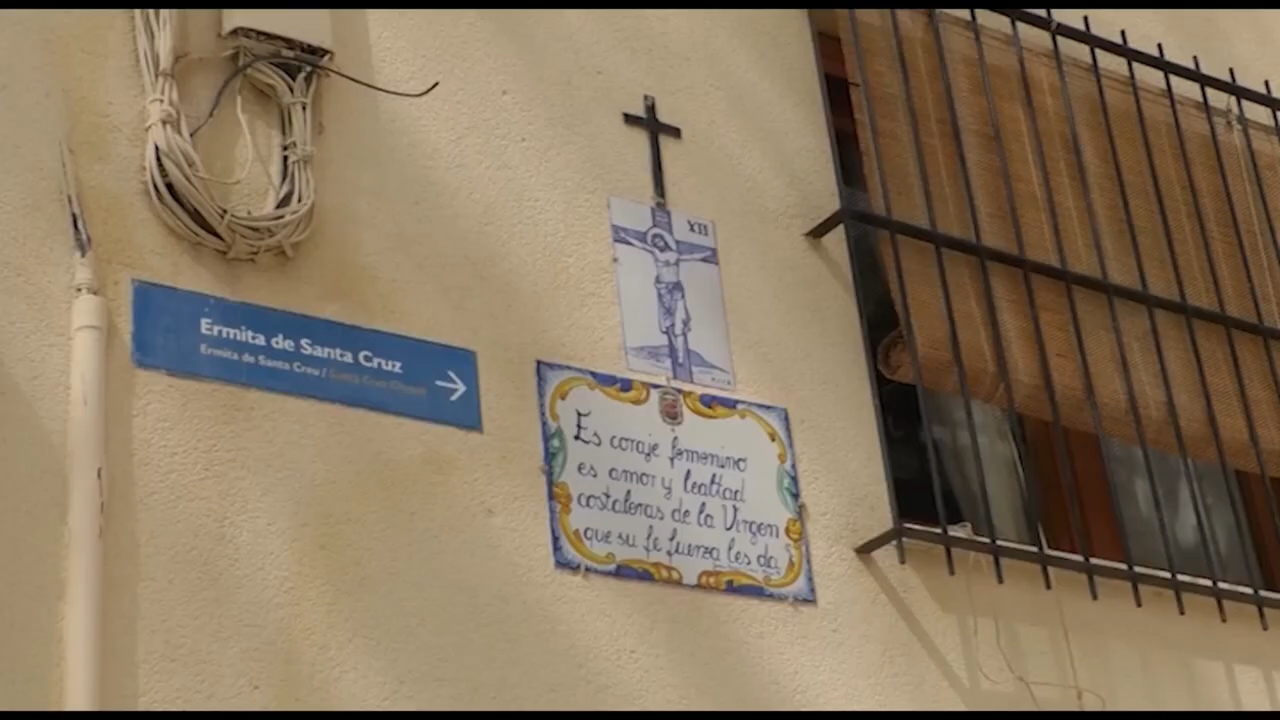 Ermita de Santa Cruz
Ermita de Santa Creu /
XII
Es coraje femenino
es amor y lealtad
costaleras de la Virgen
que su fe fuerza les da